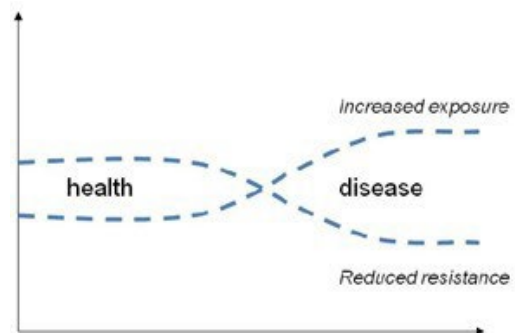 increased exposure
health
disease
Reduced resistance